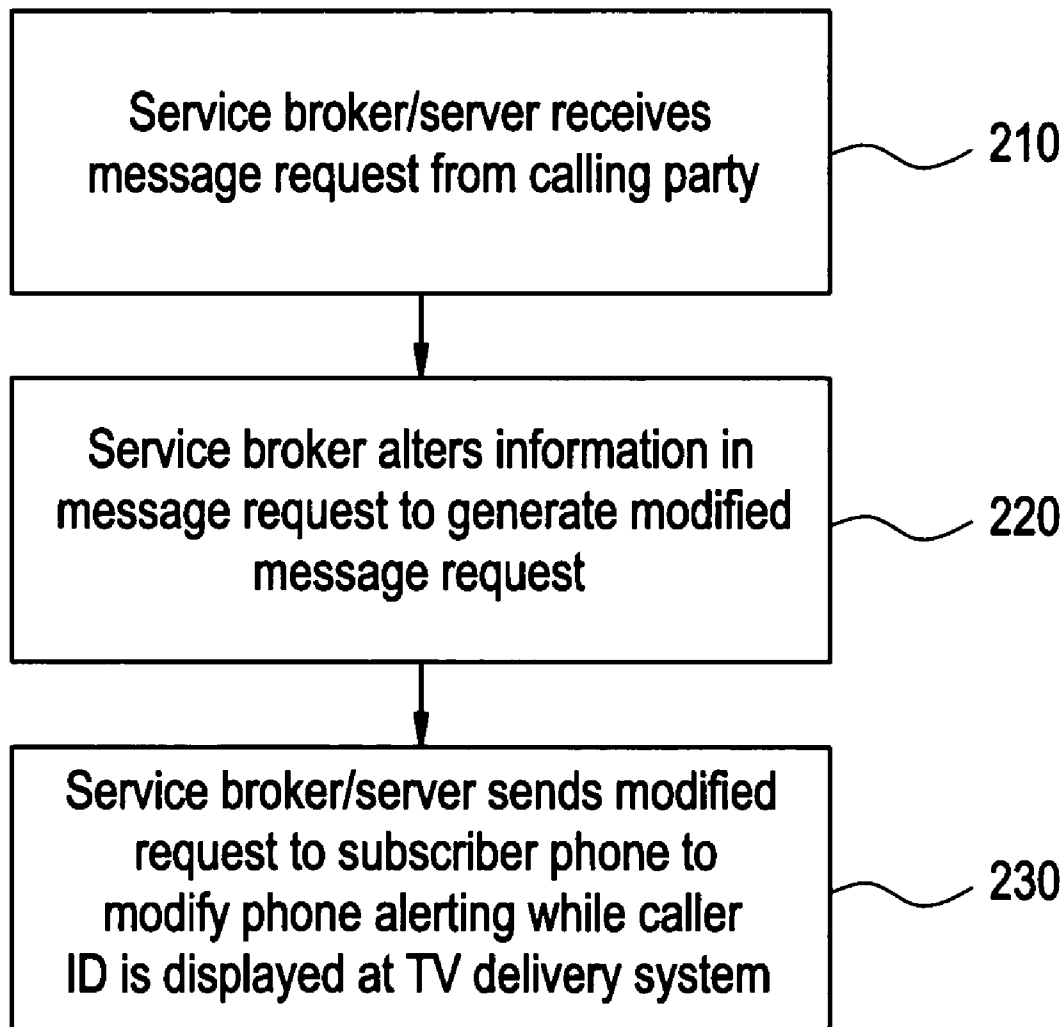 Service broker/server receives
message request from calling party
210
Service broker alters information in
message request to generate modified
message request
220
Service broker/server sends modified
request to subscriber phone to
modify phone alerting while caller
ID is displayed at TV delivery system
230